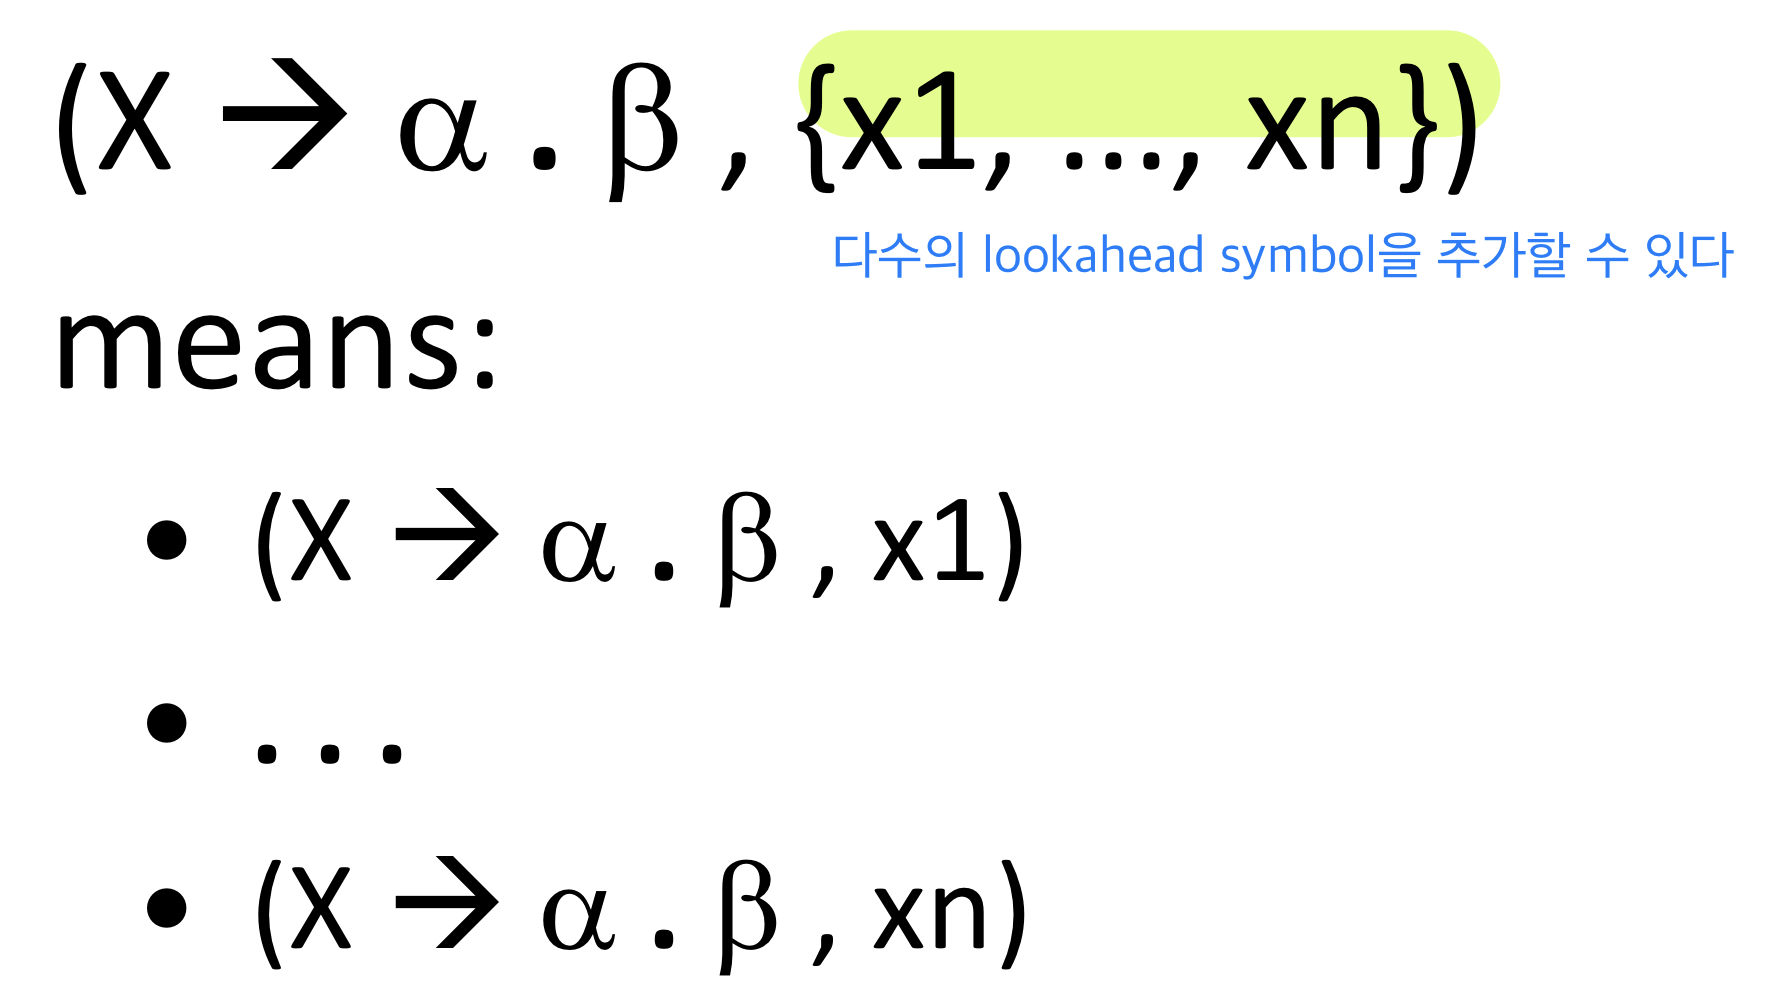 (X → α . β , {x1, ..., xn})
다수의 lookahead symbol을 추가할 수 있다
means:
• (X → α . β , x1)
• . . .
• (X → α . β , xn)